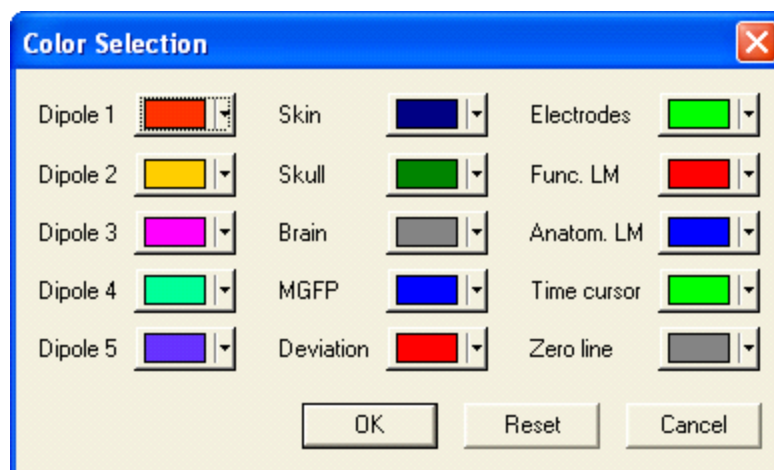 Color Selection
Dipole 1 Skin Electrodes
Dipole 2 Skull Func. LM
Dipole 3 Brain Anatom. LM
Dipole 4 MGFP Time cursor
Dipole 5 Deviation Zero line
OK Reset Cancel